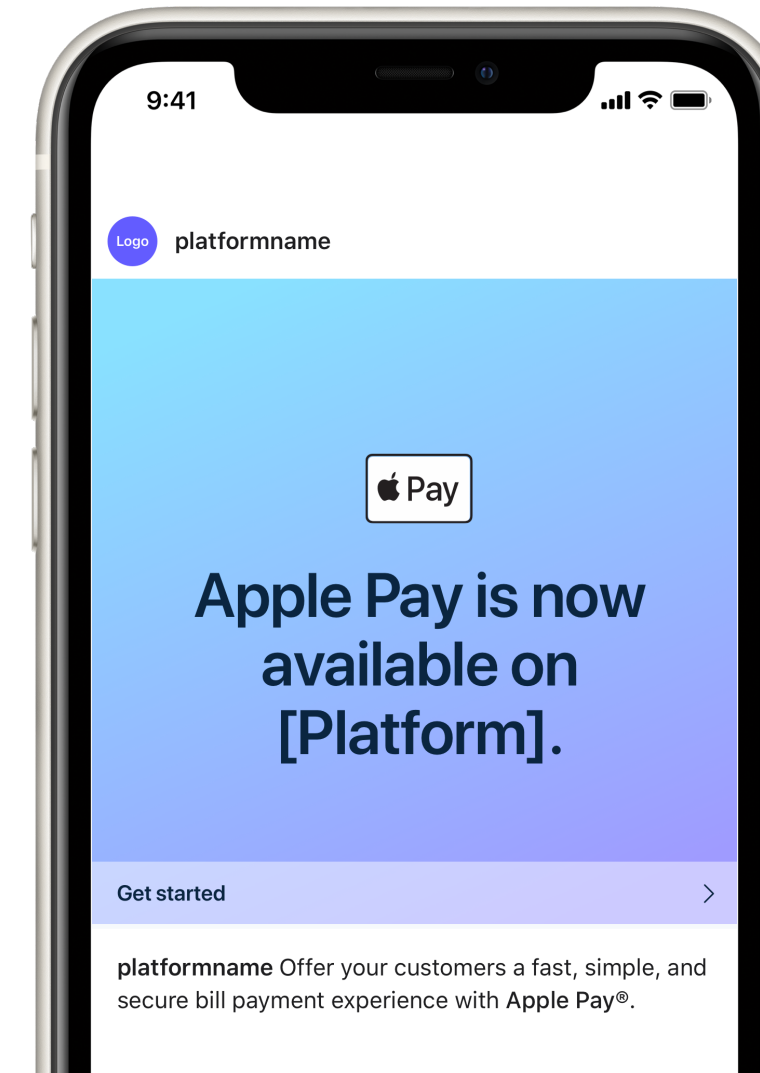 9:41
Logo platformname
Pay
Apple Pay is now
available on
[Platform].
Get started
platformname Offer your customers a fast, simple, and
secure bill payment experience with Apple Pay®.